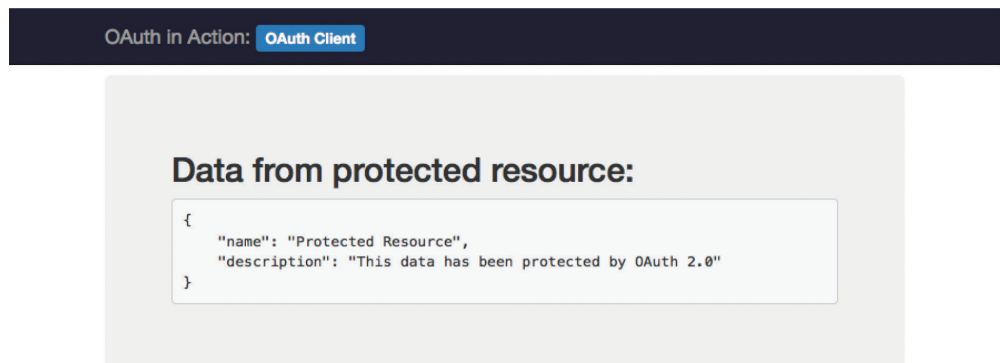 OAuth in Action: OAuth Client
Data from protected resource:
{
    "name": "Protected Resource",
    "description": "This data has been protected by OAuth 2.0"
}